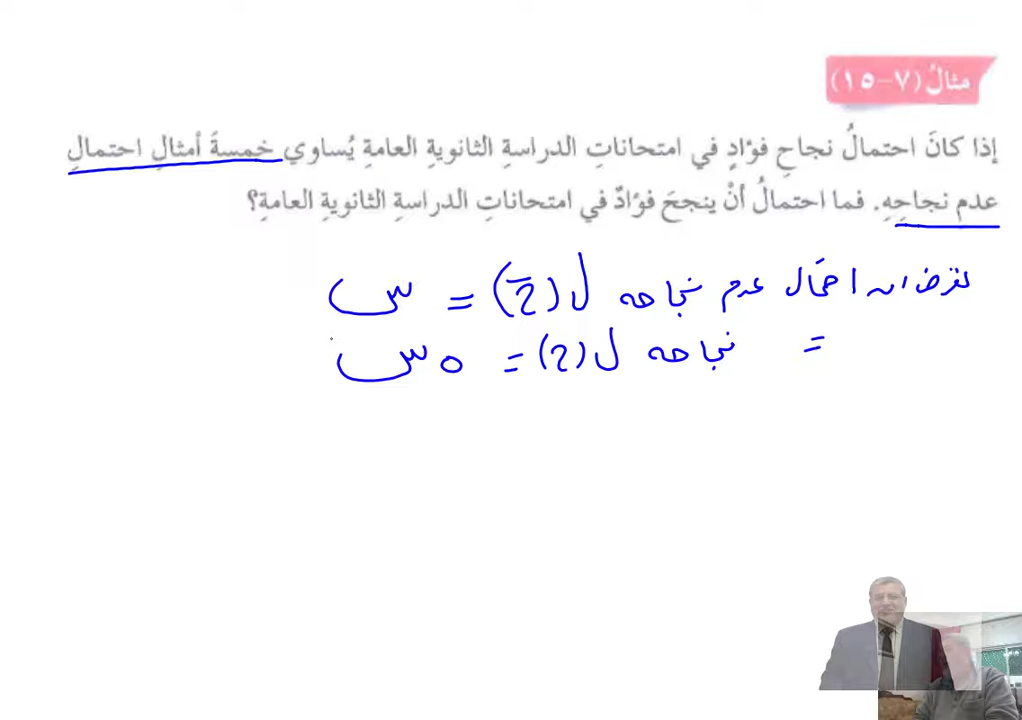 مثالُ (٧-١٥)
إذا كانَ احتمالُ نجاحِ فؤادٍ في امتحاناتِ الدراسةِ الثانويةِ العامةِ يُساوي خمسةَ أمثالِ احتمالِ
عدم نجاحِهِ. فما احتمالُ أنْ ينجحَ فؤادٌ في امتحاناتِ الدراسةِ الثانويةِ العامةِ؟
نفرض ان احتمال عدم نجاحه ل(ح̄) = س
= نجاحه ل(ح) = ٥س